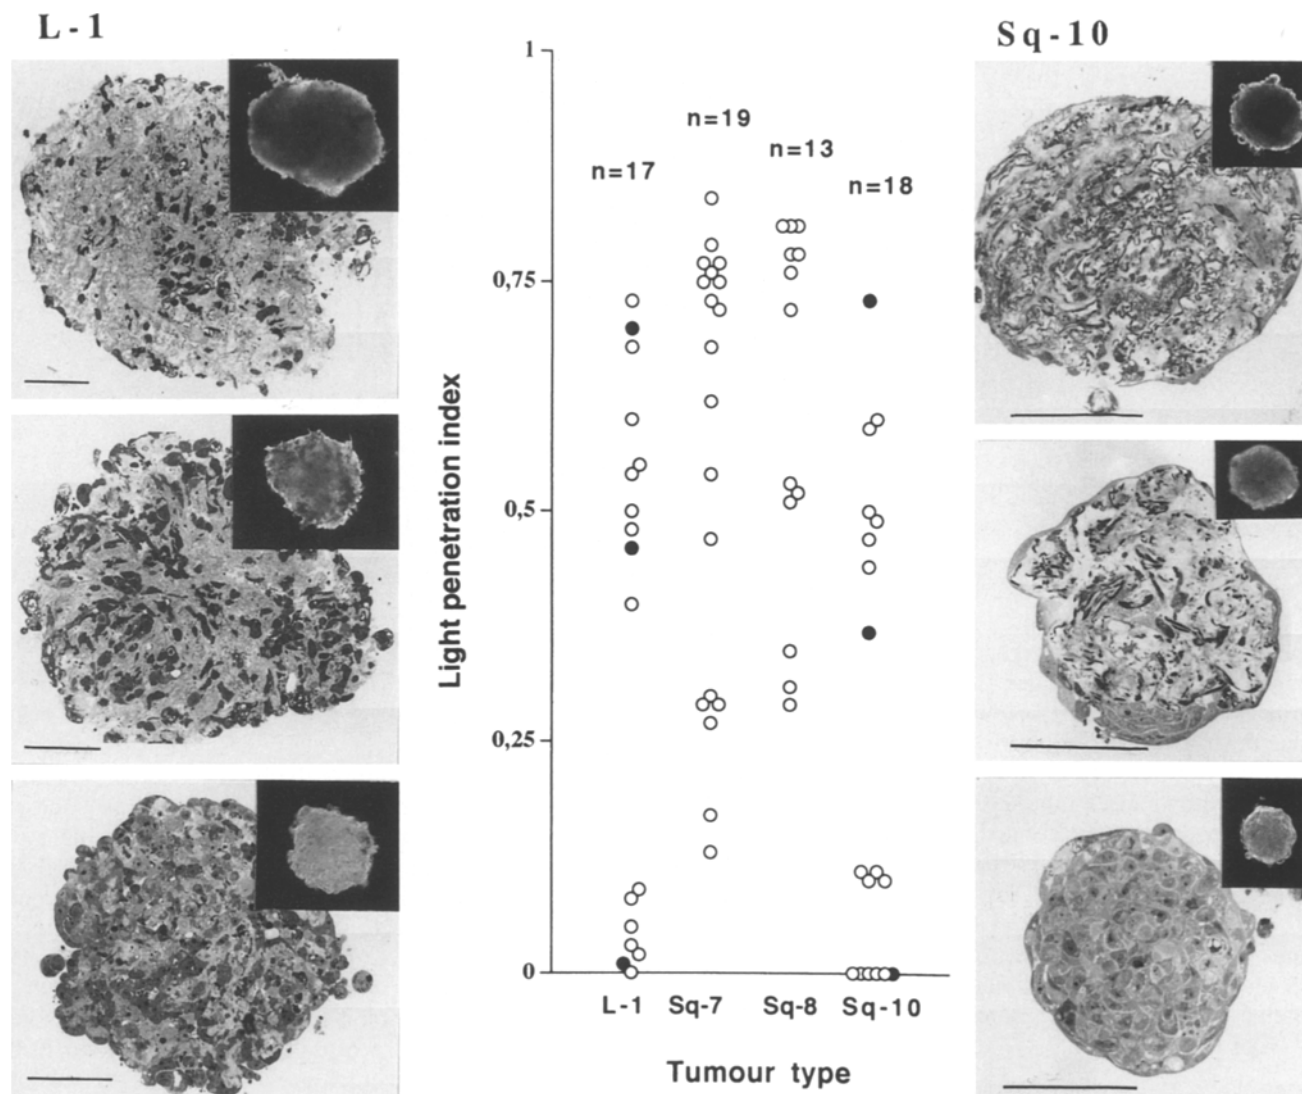 L-1
Sq-10
1
n=19
n=13
n=17
n=18
0,75
0,5
0,25
0
Light penetration index
L-1 Sq-7 Sq-8 Sq-10
Tumour type